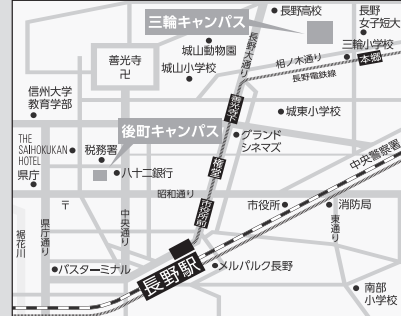 三輪キャンパス
長野高校
長野
女子短大
城山動物園
長野大通り
三輪小学校
善光寺
卍
相ノ木通り
本郷
城山小学校
長野電鉄線
信州大学
教育学部
善光寺下
城東小学校
後町キャンパス
グランド
シネマズ
THE
SAIHOKUKAN
HOTEL
税務署
権堂
中央警察署
県庁
八十二銀行
昭和通り
〒
市役所前
市役所
消防局
裾花川
県庁通り
中央通り
東通り
バスターミナル
長野駅
メルパルク長野
南部
小学校